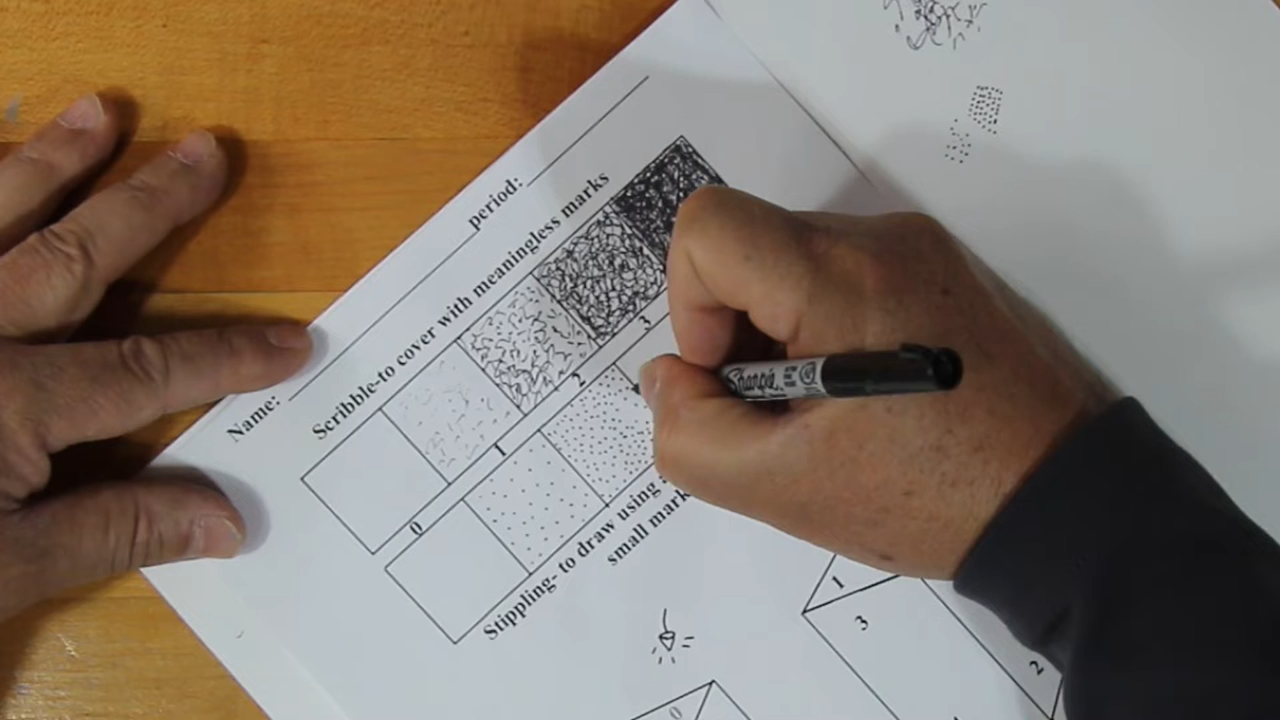 Name: period:
Scribble-to cover with meaningless marks
0 1 2 3
Stippling- to draw using
small mark
Sharpie
1
3
2
0